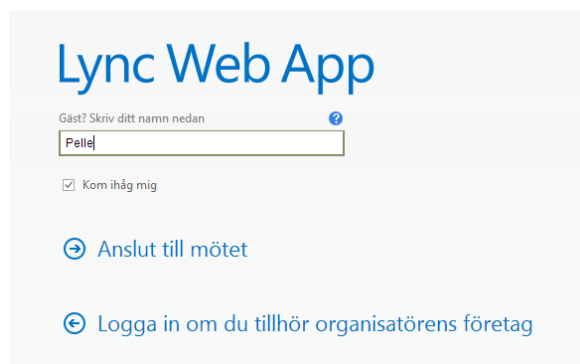 Lync Web App
Gäst? Skriv ditt namn nedan ?
Pelle
Kom ihåg mig
Anslut till mötet
Logga in om du tillhör organisatörens företag